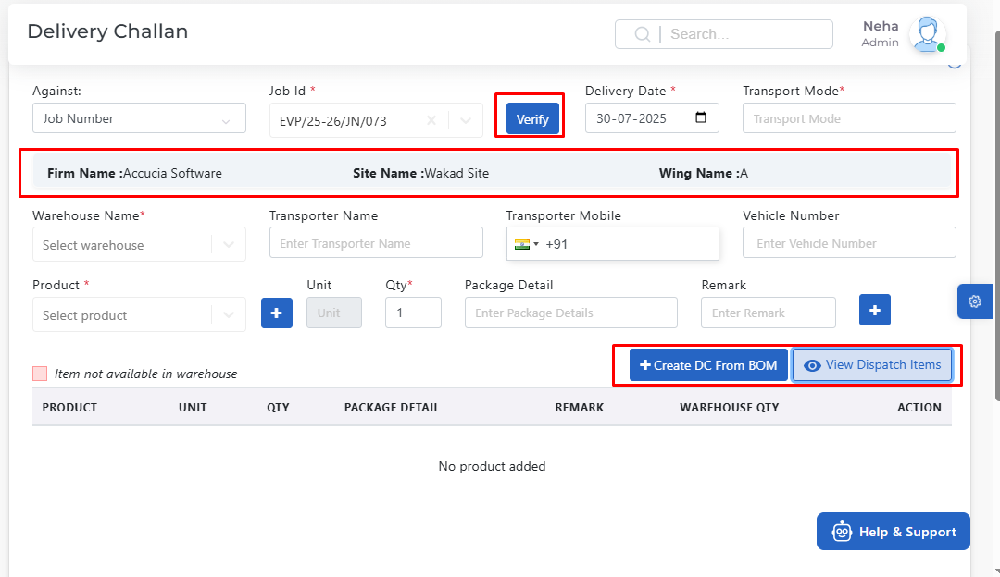 Delivery Challan
Search...
Neha
Admin
Against:
Job Id *
Delivery Date *
Transport Mode*
Job Number
EVP/25-26/JN/073
Verify
30-07-2025
Transport Mode
Firm Name :Accucia Software
Site Name :Wakad Site
Wing Name :A
Warehouse Name*
Transporter Name
Transporter Mobile
Vehicle Number
Select warehouse
Enter Transporter Name
+91
Enter Vehicle Number
Product *
Unit
Qty*
Package Detail
Remark
Select product
+
Unit
1
Enter Package Details
Enter Remark
+
Item not available in warehouse
+ Create DC From BOM
View Dispatch Items
PRODUCT
UNIT
QTY
PACKAGE DETAIL
REMARK
WAREHOUSE QTY
ACTION
No product added
Help & Support